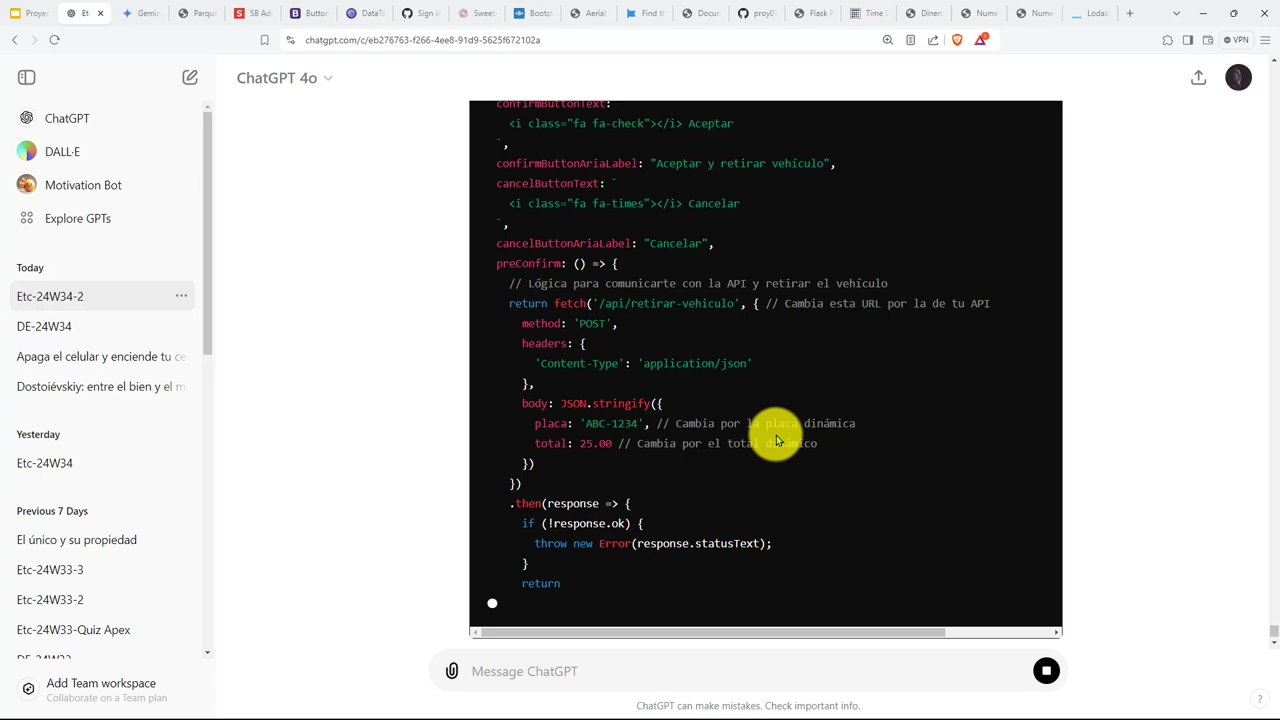 Proye
Et
Gemin
Parqu
SB Ad
Button
DataTa
Sign in
Sweet
Bootst
Aerial
Find th
Docu
proy0
Flask
Time
Diner
Nume
Nume
Lodas
chatgpt.com/c/eb276763-f266-4ee8-91d9-5625f672102a
VPN
ChatGPT 4o
ChatGPT
DALL·E
Motivation Bot
Explore GPTs
Today
Etc-24W34-2
DE-24W34
Apaga el celular y enciende tu ce
Dostoiévskiy: entre el bien y el m
Yesterday
Etc-24W34
Previous 7 Days
El único y su propiedad
Etc-24W33-3
Etc-24W33-2
Etc-24W33-Quiz Apex
Add Team workspace
Collaborate on a Team plan
confirmButtonText: `
<i class="fa fa-check"></i> Aceptar
`,
confirmButtonAriaLabel: "Aceptar y retirar vehículo",
cancelButtonText: `
<i class="fa fa-times"></i> Cancelar
`,
cancelButtonAriaLabel: "Cancelar",
preConfirm: () => {
// Lógica para comunicarte con la API y retirar el vehículo
return fetch('/api/retirar-vehiculo', { // Cambia esta URL por la de tu API
method: 'POST',
headers: {
'Content-Type': 'application/json'
},
body: JSON.stringify({
placa: 'ABC-1234', // Cambia por la placa dinámica
total: 25.00 // Cambia por el total dinámico
})
})
.then(response => {
if (!response.ok) {
throw new Error(response.statusText);
}
return
Message ChatGPT
ChatGPT can make mistakes. Check important info.
?